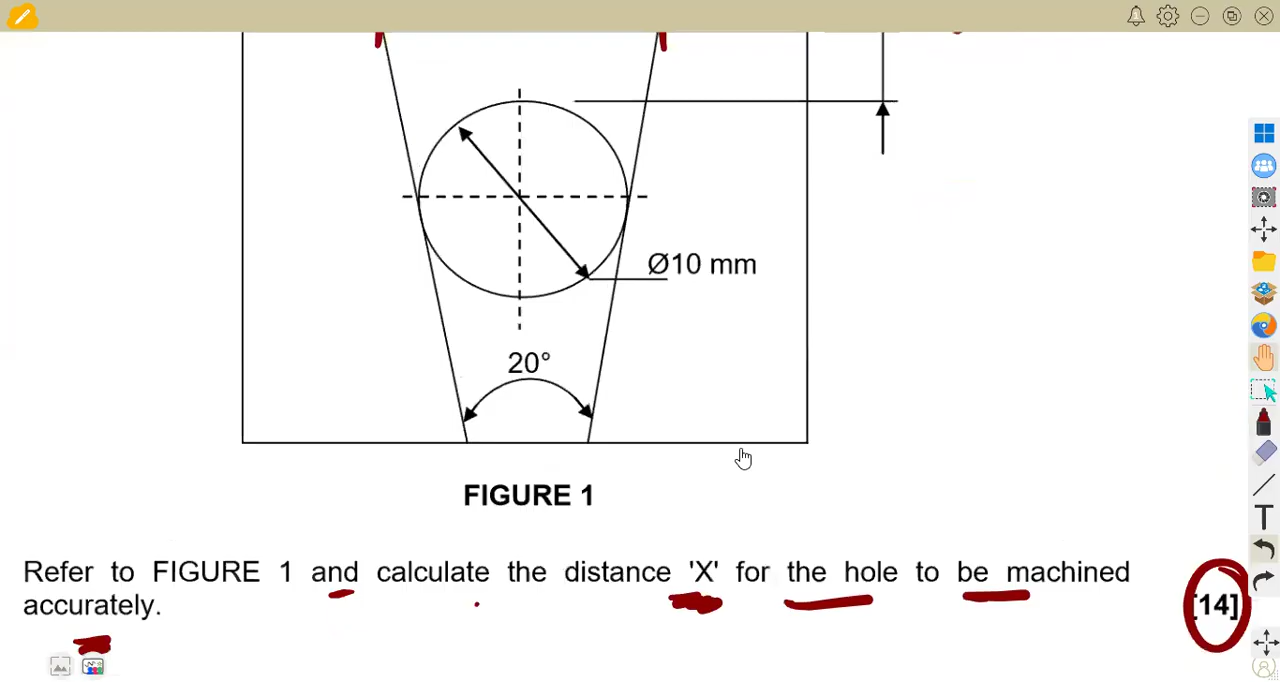 Ø10 mm
20°
FIGURE 1
Refer to FIGURE 1 and calculate the distance 'X' for the hole to be machined
accurately.
[14]